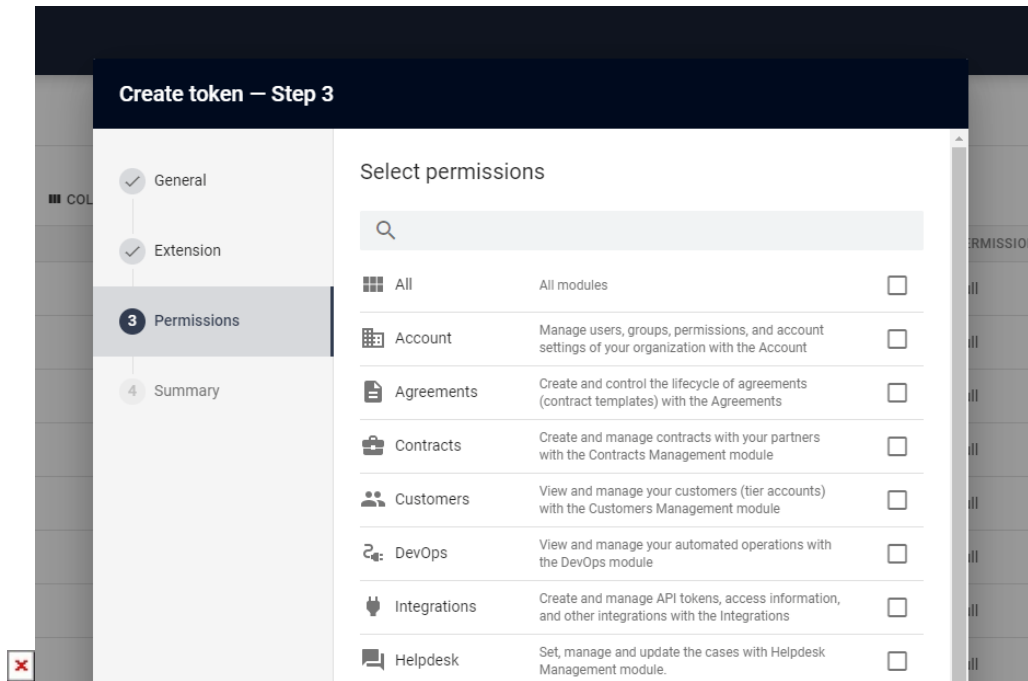 Create token — Step 3
General
Extension
3 Permissions
4 Summary
COL
Select permissions
All
All modules
Account
Manage users, groups, permissions, and account
settings of your organization with the Account
Agreements
Create and control the lifecycle of agreements
(contract templates) with the Agreements
Contracts
Create and manage contracts with your partners
with the Contracts Management module
Customers
View and manage your customers (tier accounts)
with the Customers Management module
DevOps
View and manage your automated operations with
the DevOps module
Integrations
Create and manage API tokens, access information,
and other integrations with the Integrations
Helpdesk
Set, manage and update the cases with Helpdesk
Management module.
ERMISSIO